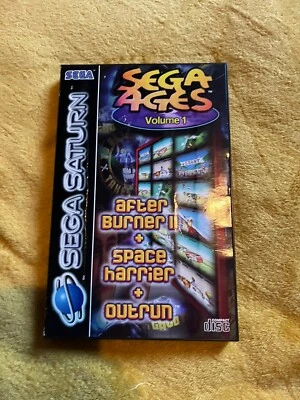 SEGA
SEGA
AGES
Volume 1
SEGA SATURN
after
Burner II
+
Space
harrier
+
outrun
COMPACT
disc